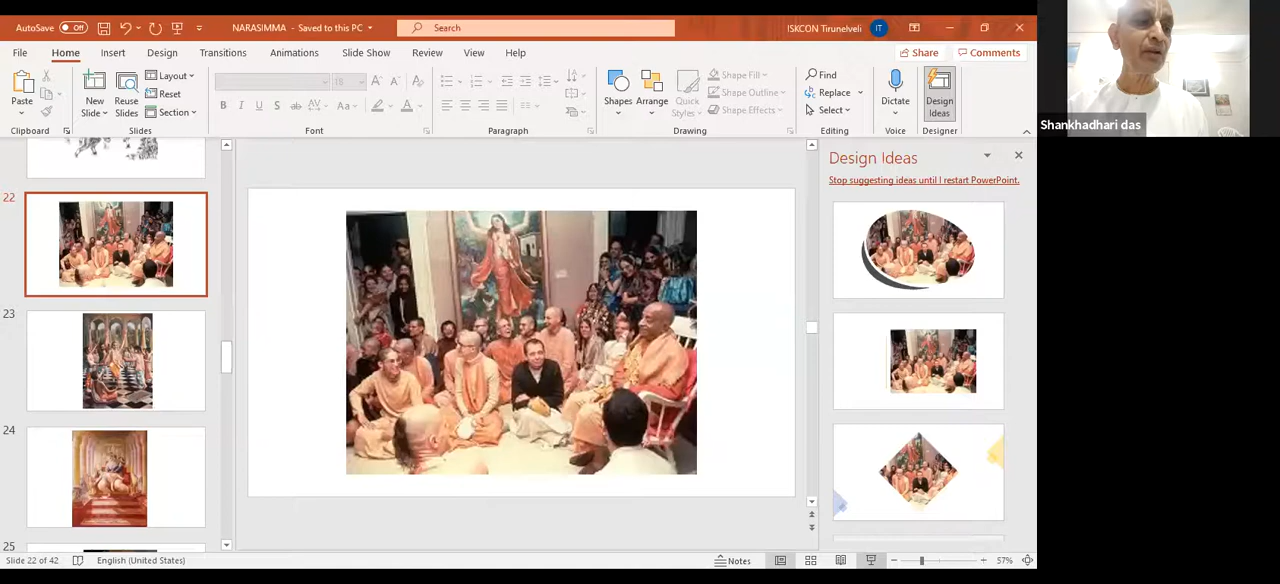 AutoSave Off NARASIMMA - Saved to this PC Search ISKCON Tirunelveli IT
File Home Insert Design Transitions Animations Slide Show Review View Help Share Comments
Paste
Clipboard
New Slide
Reuse Slides
Layout
Reset
Section
Slides
18
B I U S ab AV Aa A
Font
Paragraph
Shapes
Arrange
Quick Styles
Shape Fill
Shape Outline
Shape Effects
Drawing
Find
Replace
Select
Editing
Dictate
Voice
Design Ideas
Designer
Shankhadhari das
22
23
24
25
Design Ideas
Stop suggesting ideas until I restart PowerPoint.
Slide 22 of 42 English (United States) Notes 57%